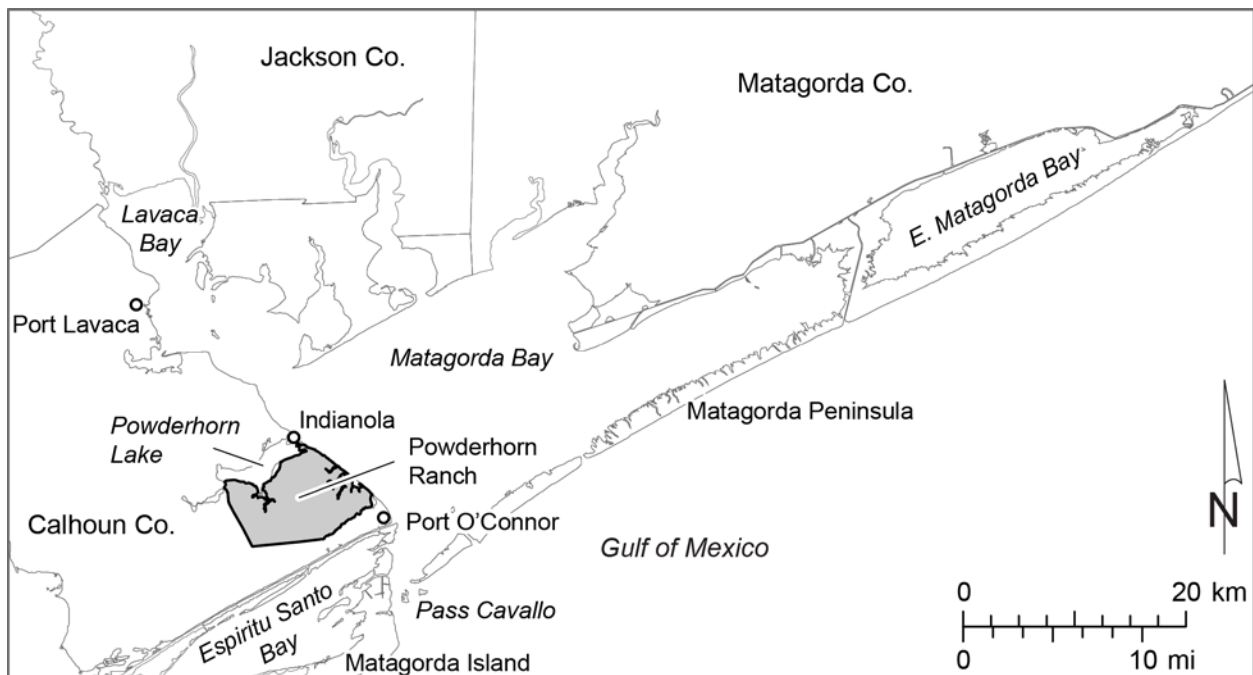 Jackson Co.
Matagorda Co.
Lavaca
Bay
E. Matagorda Bay
Port Lavaca
Matagorda Bay
Matagorda Peninsula
Indianola
Powderhorn
Lake
Powderhorn
Ranch
Calhoun Co.
Port O'Connor
Gulf of Mexico
N
Espiritu Santo
Bay
Pass Cavallo
Matagorda Island
0 20 km
0 10 mi